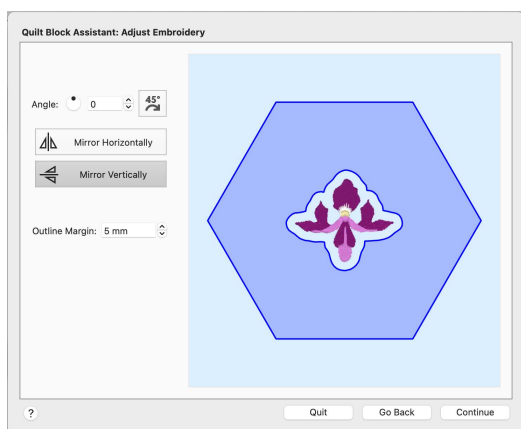 Quilt Block Assistant: Adjust Embroidery
Angle: 0 45°
Mirror Horizontally
Mirror Vertically
Outline Margin: 5 mm
? Quit Go Back Continue